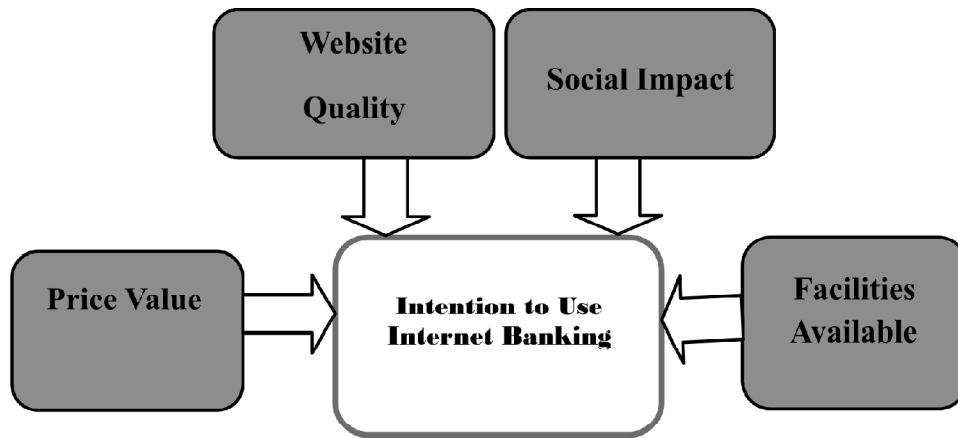 Website
Quality
Social Impact
Price Value
Intention to Use
Internet Banking
Facilities
Available